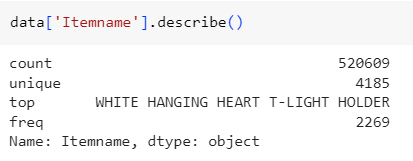 data['Itemname'].describe()
count 520609
unique 4185
top WHITE HANGING HEART T-LIGHT HOLDER
freq 2269
Name: Itemname, dtype: object